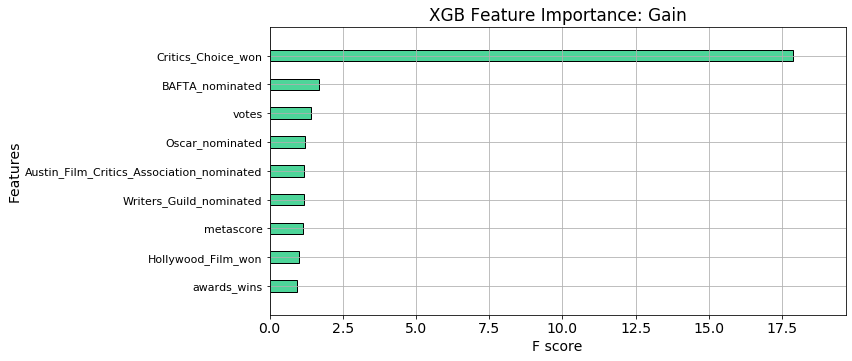 XGB Feature Importance: Gain
Features
Critics_Choice_won
BAFTA_nominated
votes
Oscar_nominated
Austin_Film_Critics_Association_nominated
Writers_Guild_nominated
metascore
Hollywood_Film_won
awards_wins
0.0 2.5 5.0 7.5 10.0 12.5 15.0 17.5
F score